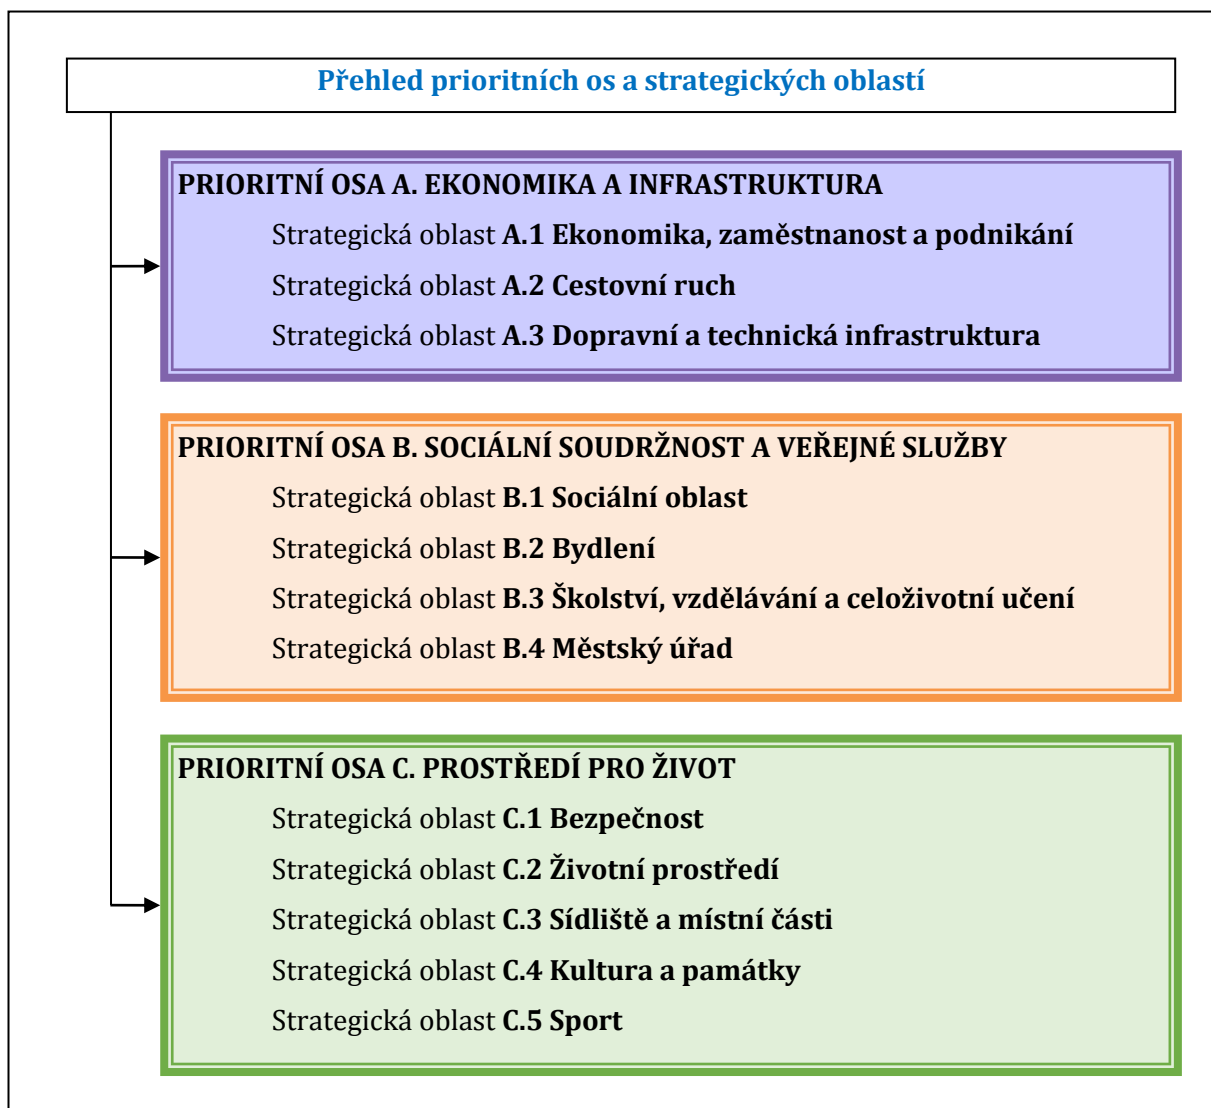 Přehled prioritních os a strategických oblastí
PRIORITNÍ OSA A. EKONOMIKA A INFRASTRUKTURA
Strategická oblast A.1 Ekonomika, zaměstnanost a podnikání
Strategická oblast A.2 Cestovní ruch
Strategická oblast A.3 Dopravní a technická infrastruktura
PRIORITNÍ OSA B. SOCIÁLNÍ SOUDRŽNOST A VEŘEJNÉ SLUŽBY
Strategická oblast B.1 Sociální oblast
Strategická oblast B.2 Bydlení
Strategická oblast B.3 Školství, vzdělávání a celoživotní učení
Strategická oblast B.4 Městský úřad
PRIORITNÍ OSA C. PROSTŘEDÍ PRO ŽIVOT
Strategická oblast C.1 Bezpečnost
Strategická oblast C.2 Životní prostředí
Strategická oblast C.3 Sídliště a místní části
Strategická oblast C.4 Kultura a památky
Strategická oblast C.5 Sport